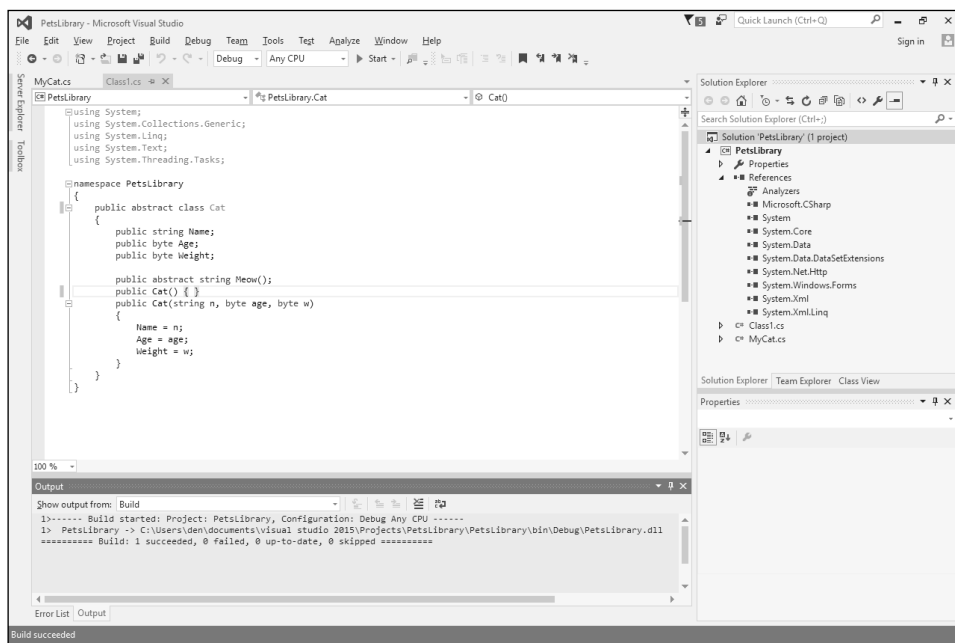 PetsLibrary - Microsoft Visual Studio
5
Quick Launch (Ctrl+Q)
File Edit View Project Build Debug Team Tools Test Analyze Window Help
Sign in
Debug Any CPU Start
Server Explorer
Toolbox
MyCat.cs Class1.cs
C# PetsLibrary PetsLibrary.Cat Cat()
using System;
using System.Collections.Generic;
using System.Linq;
using System.Text;
using System.Threading.Tasks;
namespace PetsLibrary
{
public abstract class Cat
{
public string Name;
public byte Age;
public byte Weight;
public abstract string Meow();
public Cat() { }
public Cat(string n, byte age, byte w)
{
Name = n;
Age = age;
Weight = w;
}
}
}
100 %
Solution Explorer
Search Solution Explorer (Ctrl+;)
Solution 'PetsLibrary' (1 project)
C# PetsLibrary
Properties
References
Analyzers
Microsoft.CSharp
System
System.Core
System.Data
System.Data.DataSetExtensions
System.Net.Http
System.Windows.Forms
System.Xml
System.Xml.Linq
C# Class1.cs
C# MyCat.cs
Solution Explorer Team Explorer Class View
Properties
Output
Show output from: Build
1>------ Build started: Project: PetsLibrary, Configuration: Debug Any CPU ------
1> PetsLibrary -> C:\Users\den\documents\visual studio 2015\Projects\PetsLibrary\PetsLibrary\bin\Debug\PetsLibrary.dll
========== Build: 1 succeeded, 0 failed, 0 up-to-date, 0 skipped ==========
Error List Output
Build succeeded